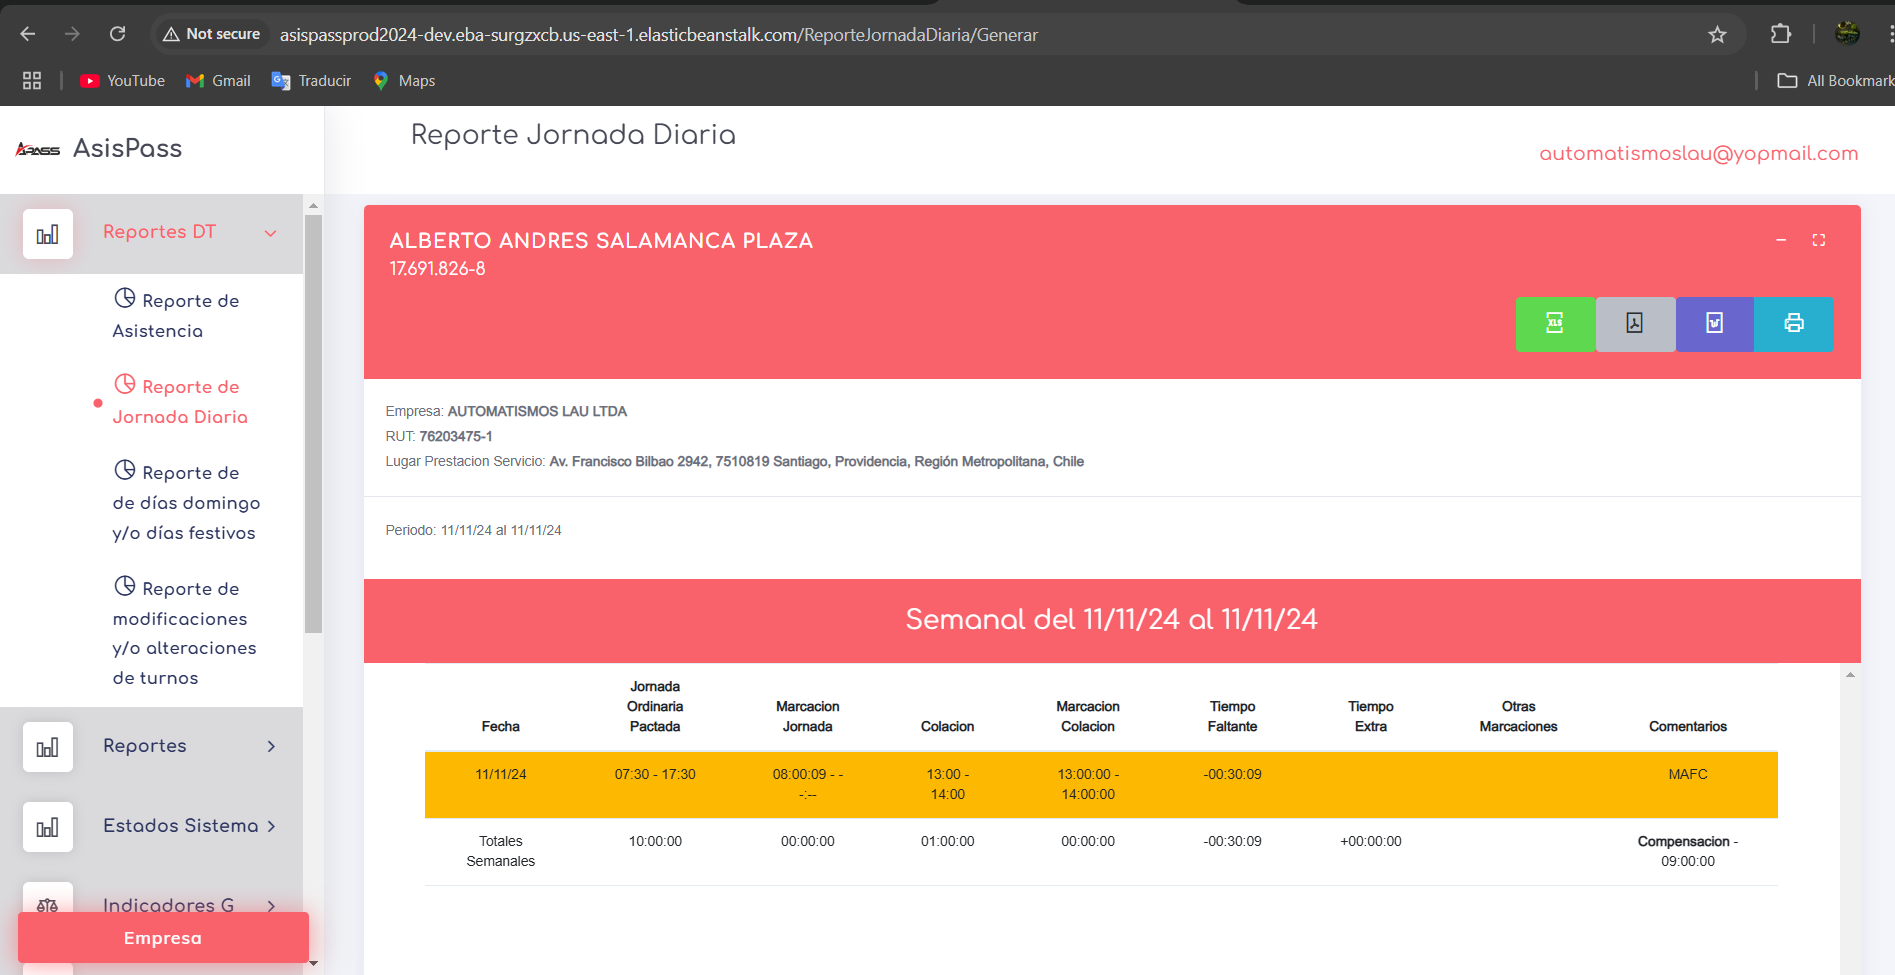 Not secure
asispassprod2024-dev.eba-surgzxcb.us-east-1.elasticbeanstalk.com/ReporteJornadaDiaria/Generar
YouTube
Gmail
Traducir
Maps
All Bookmark
APASS
AsisPass
Reporte Jornada Diaria
automatismoslau@yopmail.com
Reportes DT
Reporte de
Asistencia
Reporte de
Jornada Diaria
Reporte de
de días domingo
y/o días festivos
Reporte de
modificaciones
y/o alteraciones
de turnos
Reportes
Estados Sistema
Indicadores G
Empresa
ALBERTO ANDRES SALAMANCA PLAZA
17.691.826-8
XLS
Empresa: AUTOMATISMOS LAU LTDA
RUT: 76203475-1
Lugar Prestacion Servicio: Av. Francisco Bilbao 2942, 7510819 Santiago, Providencia, Región Metropolitana, Chile
Periodo: 11/11/24 al 11/11/24
Semanal del 11/11/24 al 11/11/24
Fecha
Jornada
Ordinaria
Pactada
Marcacion
Jornada
Colacion
Marcacion
Colacion
Tiempo
Faltante
Tiempo
Extra
Otras
Marcaciones
Comentarios
11/11/24
07:30 - 17:30
08:00:09 - -
-:--
13:00 -
14:00
13:00:00 -
14:00:00
-00:30:09
MAFC
Totales
Semanales
10:00:00
00:00:00
01:00:00
00:00:00
-00:30:09
+00:00:00
Compensacion -
09:00:00